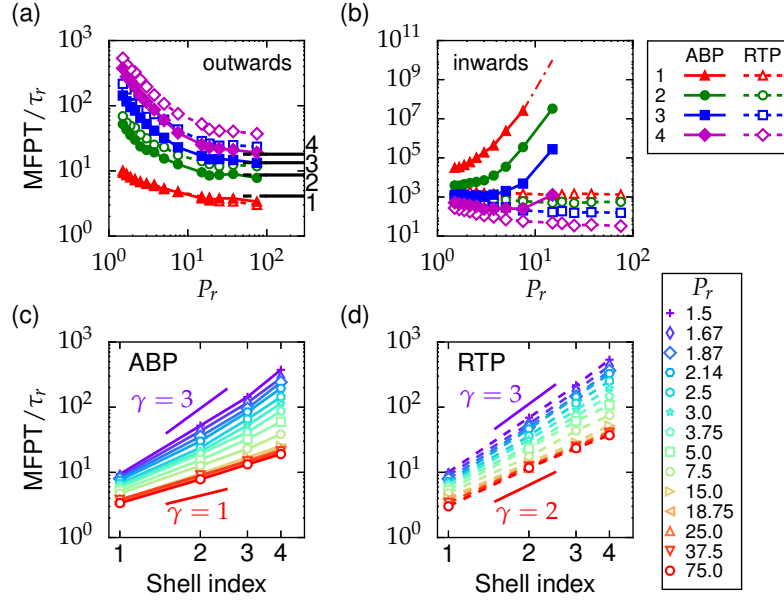 (a)
MFPT/τᵣ
10³
10²
10¹
10⁰
outwards
4
3
2
1
10⁰ 10¹ 10²
Pᵣ
(b)
10¹¹
10⁹
10⁷
10⁵
10³
10¹
inwards
10⁰ 10¹ 10²
Pᵣ
ABP RTP
1
2
3
4
(c)
MFPT/τᵣ
10³
10²
10¹
10⁰
ABP
γ = 3
γ = 1
1 2 3 4
Shell index
(d)
10³
10²
10¹
10⁰
RTP
γ = 3
γ = 2
1 2 3 4
Shell index
Pᵣ
1.5
1.67
1.87
2.14
2.5
3.0
3.75
5.0
7.5
15.0
18.75
25.0
37.5
75.0